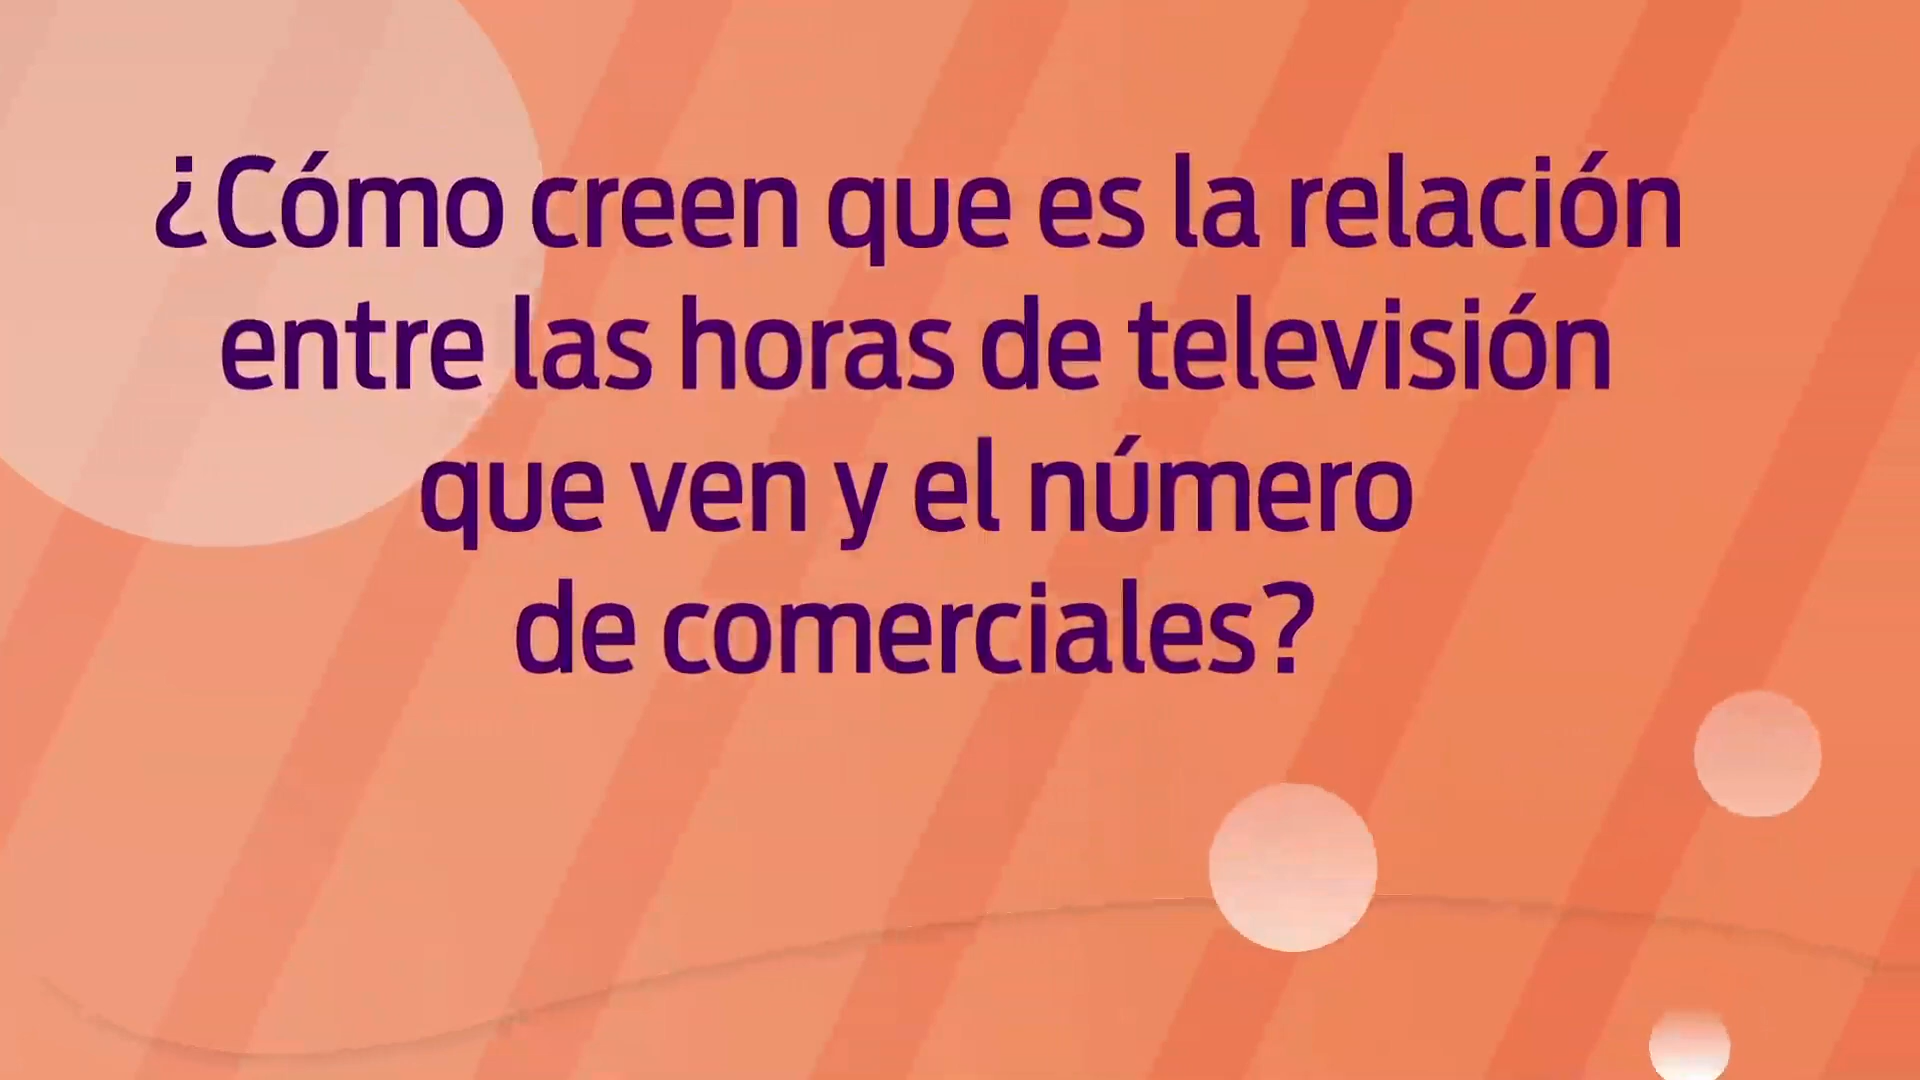 ¿Cómo creen que es la relación
entre las horas de televisión
que ven y el número
de comerciales?